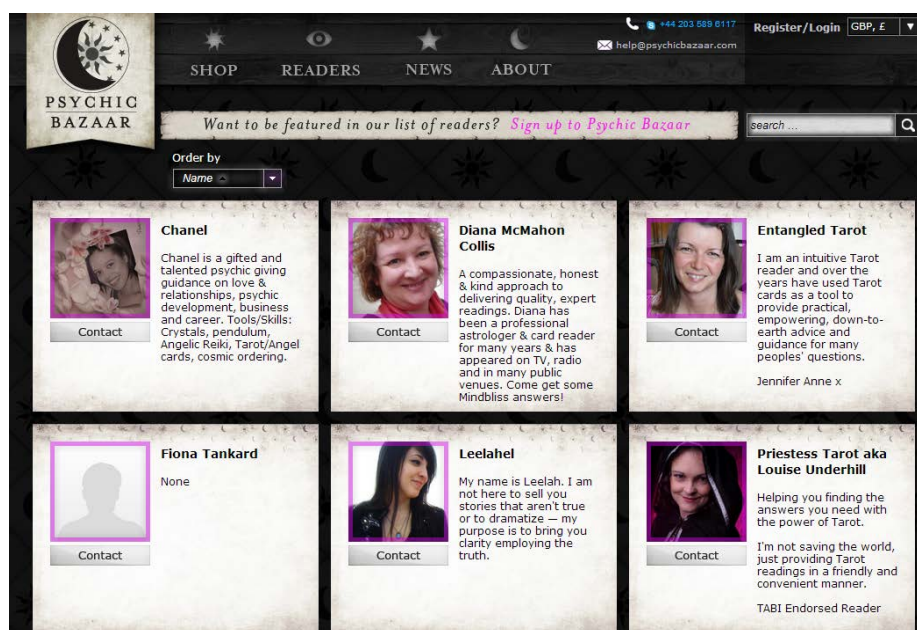 +44 203 589 6117
Register/Login
GBP, £
help@psychicbazaar.com
SHOP
READERS
NEWS
ABOUT
PSYCHIC
BAZAAR
Want to be featured in our list of readers? Sign up to Psychic Bazaar
search ...
Order by
Name
Chanel
Chanel is a gifted and
talented psychic giving
guidance on love &
relationships, psychic
development, business
and career. Tools/Skills:
Crystals, pendulum,
Angelic Reiki, Tarot/Angel
cards, cosmic ordering.
Contact
Diana McMahon
Collis
A compassionate, honest
& kind approach to
delivering quality, expert
readings. Diana has
been a professional
astrologer & card reader
for many years & has
appeared on TV, radio
and in many public
venues. Come get some
Mindbliss answers!
Contact
Entangled Tarot
I am an intuitive Tarot
reader and over the
years have used Tarot
cards as a tool to
provide practical,
empowering, down-to-
earth advice and
guidance for many
peoples' questions.
Jennifer Anne x
Contact
Fiona Tankard
None
Contact
Leelahel
My name is Leelah. I am
not here to sell you
stories that aren't true
or to dramatize — my
purpose is to bring you
clarity employing the
truth.
Contact
Priestess Tarot aka
Louise Underhill
Helping you finding the
answers you need with
the power of Tarot.
I'm not saving the world,
just providing Tarot
readings in a friendly and
convenient manner.
TABI Endorsed Reader
Contact